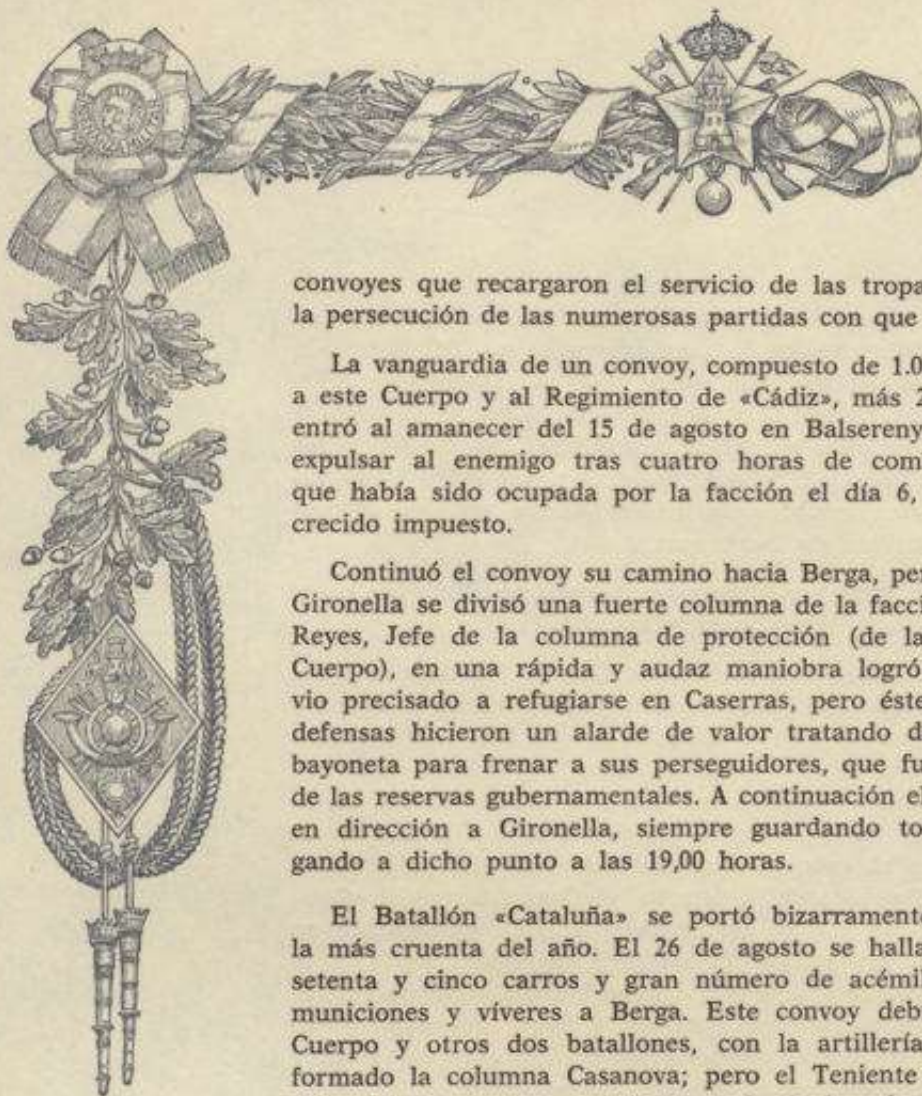 convoyes que recargaron el servicio de las tropa
la persecución de las numerosas partidas con que
La vanguardia de un convoy, compuesto de 1.0
a este Cuerpo y al Regimiento de «Cádiz», más 2
entró al amanecer del 15 de agosto en Balsereny
expulsar al enemigo tras cuatro horas de com
que había sido ocupada por la facción el día 6,
crecido impuesto.
Continuó el convoy su camino hacia Berga, per
Gironella se divisó una fuerte columna de la facci
Reyes, Jefe de la columna de protección (de la
Cuerpo), en una rápida y audaz maniobra logró
vio precisado a refugiarse en Caserras, pero éste
defensas hicieron un alarde de valor tratando d
bayoneta para frenar a sus perseguidores, que fu
de las reservas gubernamentales. A continuación el
en dirección a Gironella, siempre guardando to
gando a dicho punto a las 19,00 horas.
El Batallón «Cataluña» se portó bizarramente
la más cruenta del año. El 26 de agosto se halla
setenta y cinco carros y gran número de acémil
municiones y víveres a Berga. Este convoy deb
Cuerpo y otros dos batallones, con la artillería
formado la columna Casanova; pero el Teniente